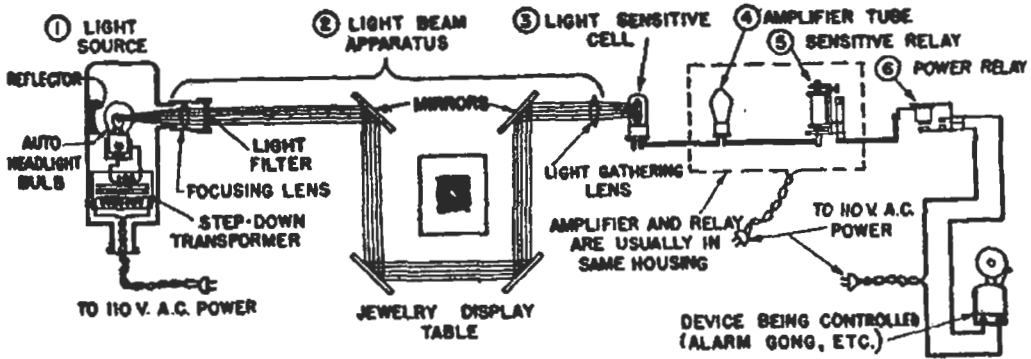 ① LIGHT
SOURCE
② LIGHT BEAM
APPARATUS
③ LIGHT SENSITIVE
CELL
④ AMPLIFIER TUBE
⑤ SENSITIVE RELAY
⑥ POWER RELAY
REFLECTOR
MIRRORS
AUTO
HEADLIGHT
BULB
LIGHT
FILTER
FOCUSING LENS
STEP-DOWN
TRANSFORMER
TO 110 V. A.C. POWER
JEWELRY DISPLAY
TABLE
LIGHT GATHERING
LENS
AMPLIFIER AND RELAY
ARE USUALLY IN
SAME HOUSING
TO 110 V. A.C.
POWER
DEVICE BEING CONTROLLED
(ALARM GONG, ETC.)